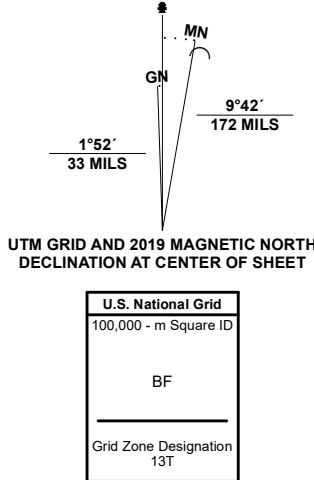 MN
GN
9°42´
172 MILS
1°52´
33 MILS
UTM GRID AND 2019 MAGNETIC NORTH
DECLINATION AT CENTER OF SHEET
U.S. National Grid
100,000 - m Square ID
BF
Grid Zone Designation
13T